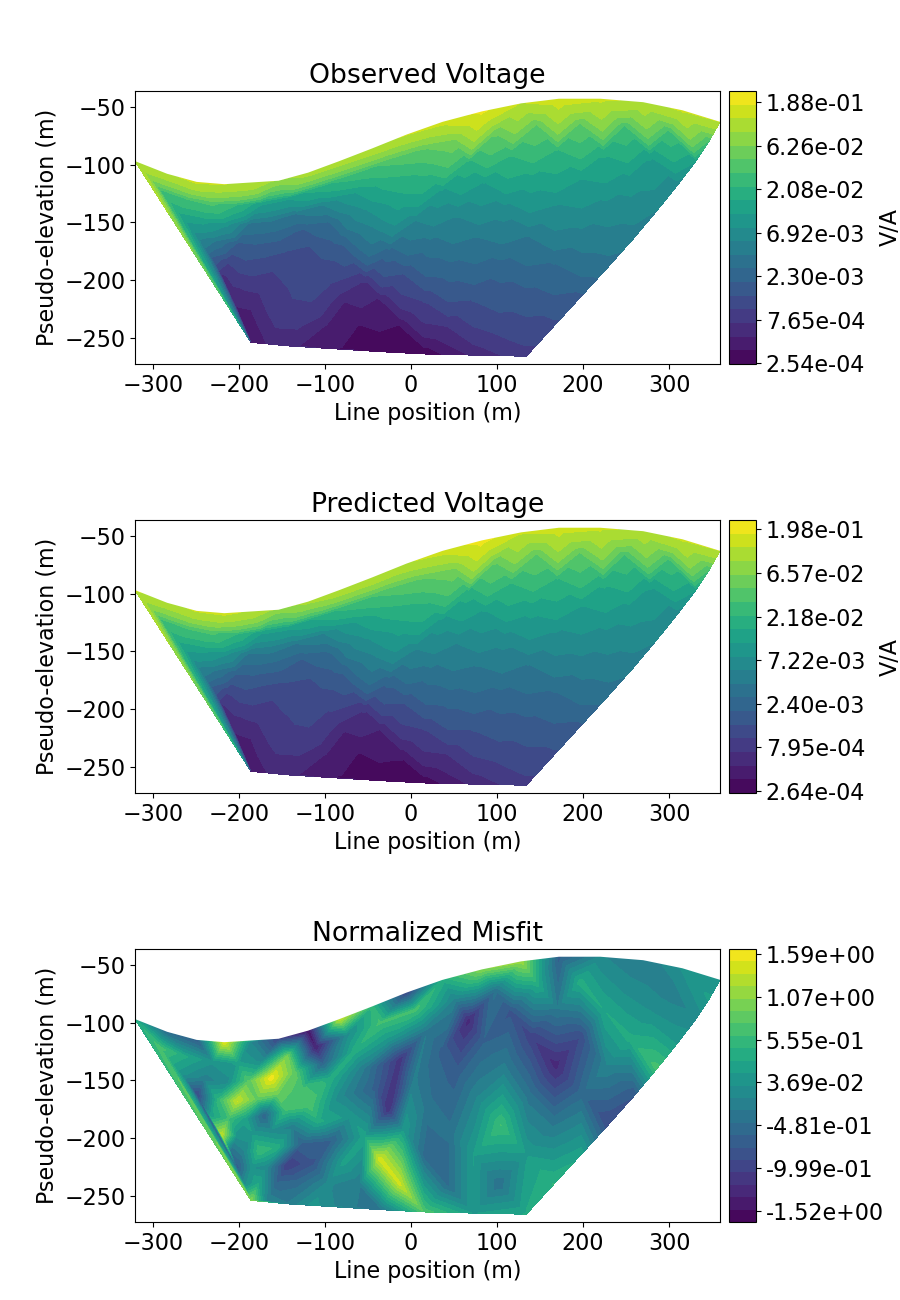 Observed Voltage
Pseudo-elevation (m)
−50
−100
−150
−200
−250
−300 −200 −100 0 100 200 300
Line position (m)
1.88e-01
6.26e-02
2.08e-02
6.92e-03
2.30e-03
7.65e-04
2.54e-04
V/A
Predicted Voltage
Pseudo-elevation (m)
−50
−100
−150
−200
−250
−300 −200 −100 0 100 200 300
Line position (m)
1.98e-01
6.57e-02
2.18e-02
7.22e-03
2.40e-03
7.95e-04
2.64e-04
V/A
Normalized Misfit
Pseudo-elevation (m)
−50
−100
−150
−200
−250
−300 −200 −100 0 100 200 300
Line position (m)
1.59e+00
1.07e+00
5.55e-01
3.69e-02
-4.81e-01
-9.99e-01
-1.52e+00